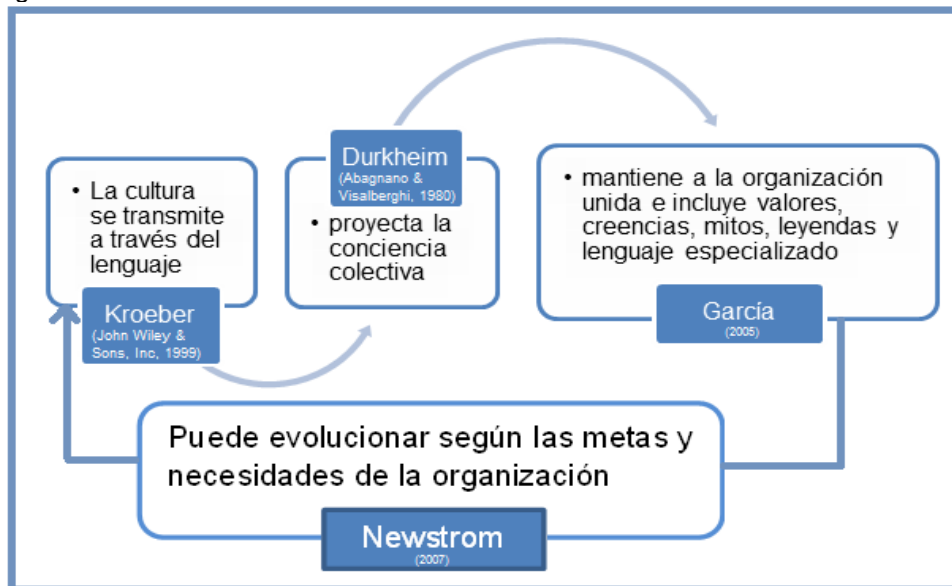 • La cultura
se transmite
a través del
lenguaje
Kroeber
(John Wiley &
Sons, Inc, 1999)
Durkheim
(Abagnano &
Visalberghi, 1980)
• proyecta la
conciencia
colectiva
• mantiene a la organización
unida e incluye valores,
creencias, mitos, leyendas y
lenguaje especializado
García
(2005)
Puede evolucionar según las metas y
necesidades de la organización
Newstrom
(2007)